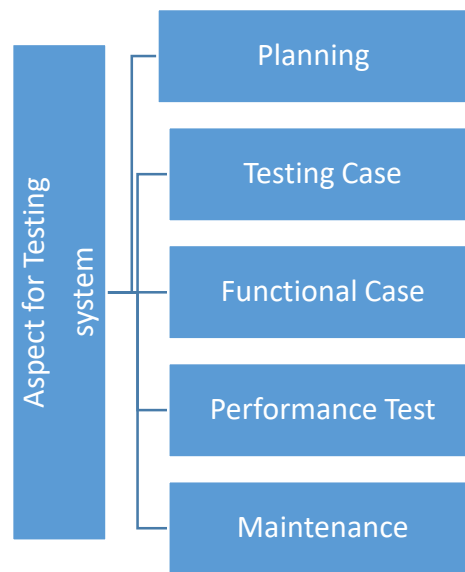 Aspect for Testing
system
Planning
Testing Case
Functional Case
Performance Test
Maintenance